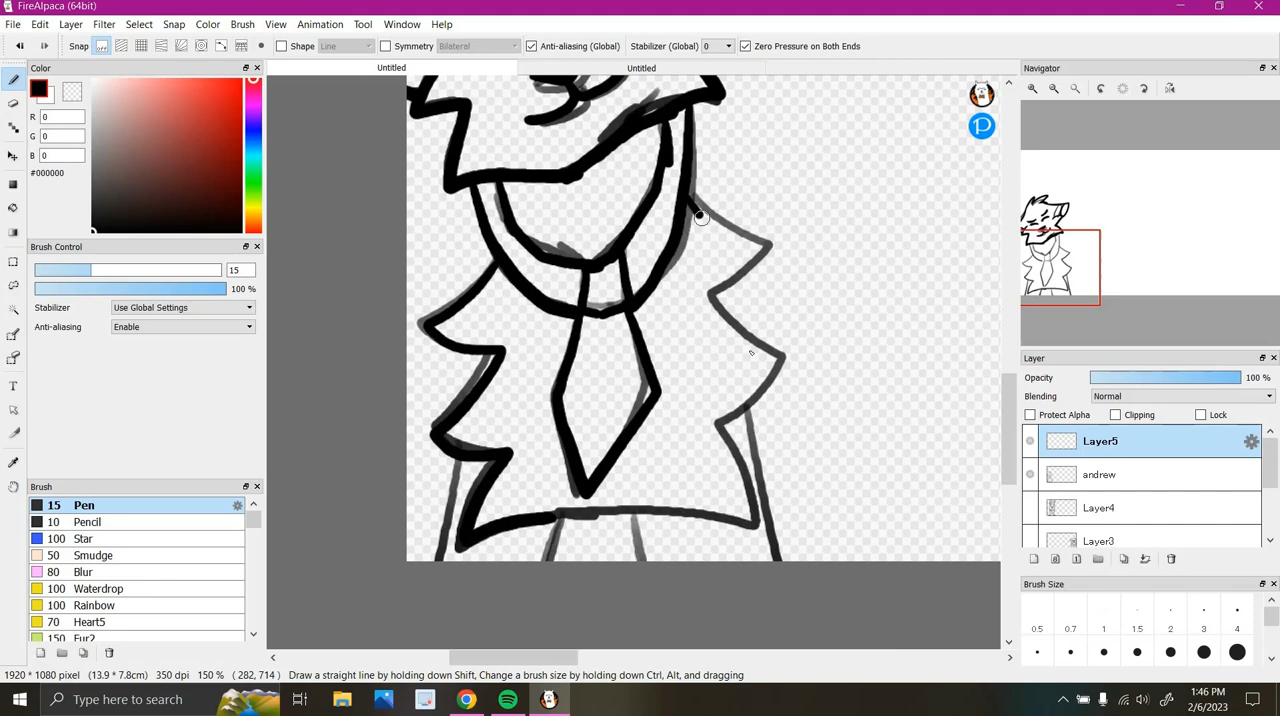 FireAlpaca (64bit)
File Edit Layer Filter Select Snap Color Brush View Animation Tool Cloud Window Help
Snap Shape Line Symmetry Bilateral Anti-aliasing (Global) Stabilizer (Global) 0 Zero Pressure on Both Ends
Color
Untitled
Untitled
Navigator
R 0
G 0
B 0
#000000
Brush Control
15
100 %
Stabilizer Use Global Settings
Anti-aliasing Enable
Brush
15 Pen
10 Pencil
100 Star
50 Smudge
80 Blur
100 Waterdrop
100 Rainbow
70 Heart5
150 Fur2
Layer
Opacity 100 %
Blending Normal
Protect Alpha Clipping Lock
Layer5
andrew
Layer4
Layer3
Brush Size
0.5 0.7 1 1.5 2 3 4
1920 * 1080 pixel (13.9 * 7.8cm) 350 dpi 150 % ( 282, 714 ) Draw a straight line by holding down Shift, Change a brush size by holding down Ctrl, Alt, and dragging
Type here to search
1:46 PM
2/6/2023